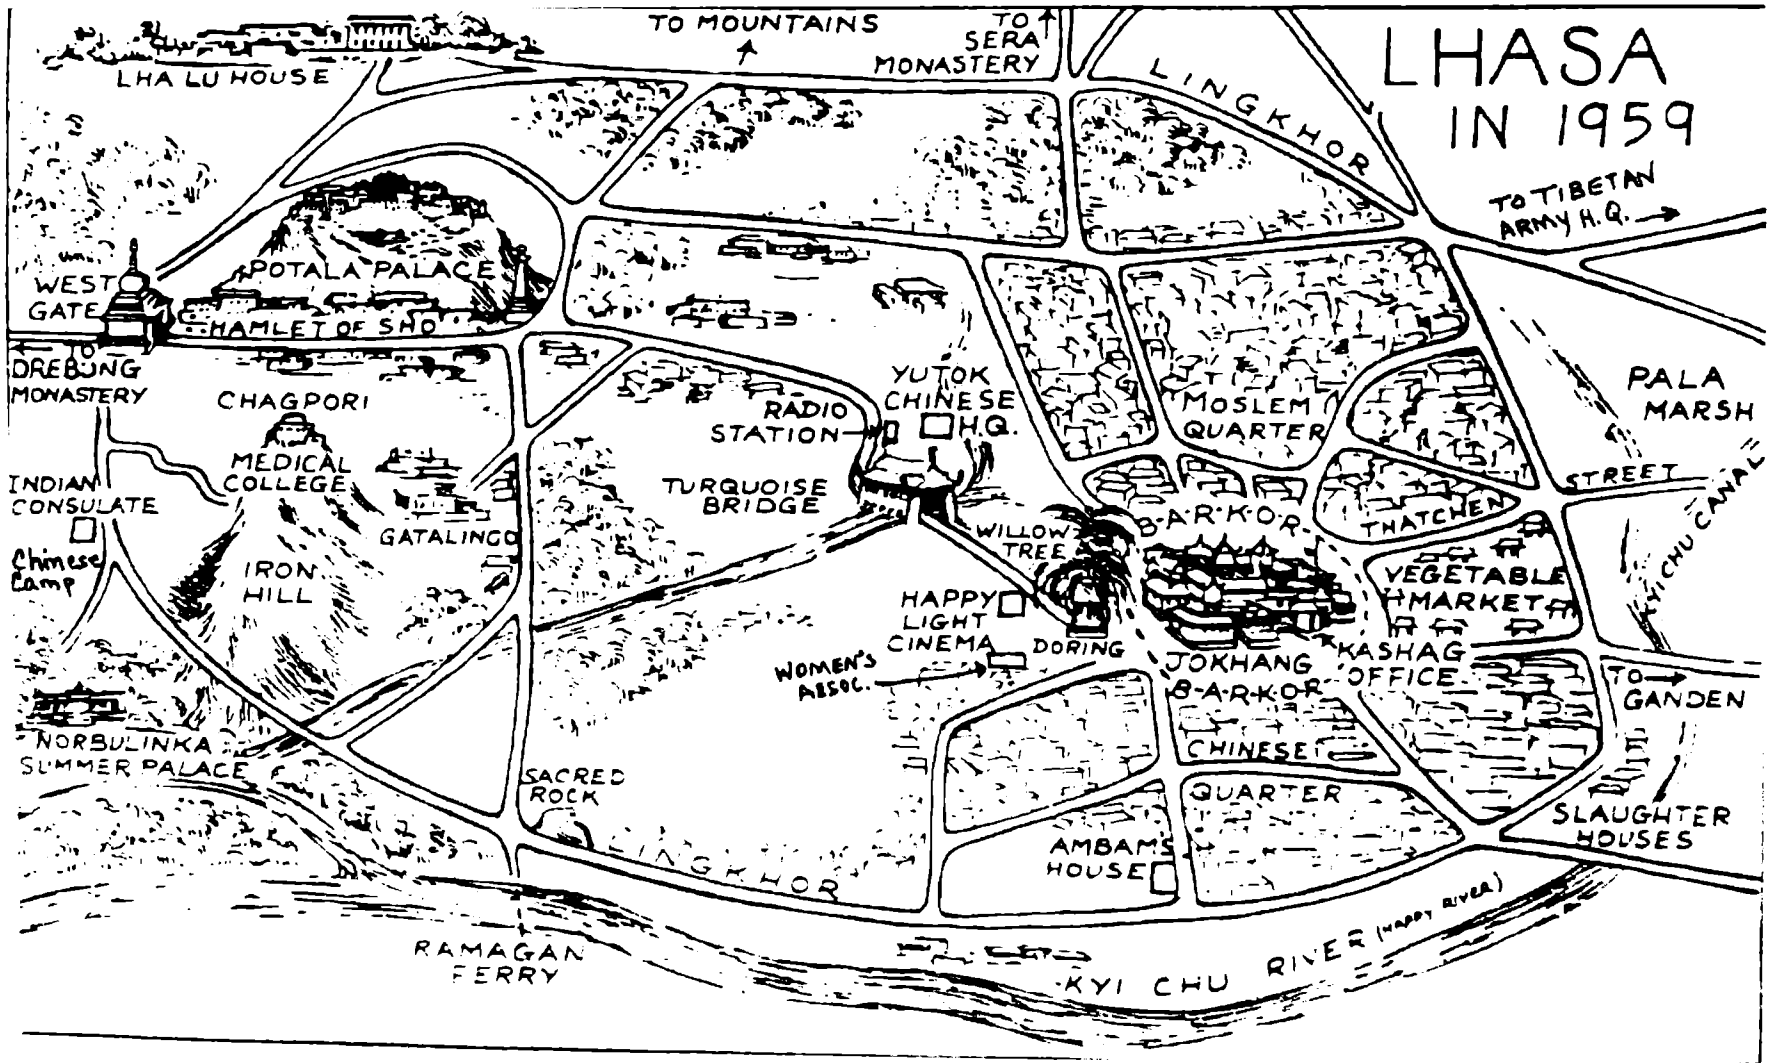 LHASA
IN 1959
LHA LU HOUSE
TO MOUNTAINS
TO
SERA
MONASTERY
LINGKHOR
TO TIBETAN
ARMY H.Q.
WEST
GATE
POTALA PALACE
HAMLET OF SHO
TO
DREBUNG
MONASTERY
CHAGPORI
MEDICAL
COLLEGE
RADIO
STATION
YUTOK
CHINESE
H.Q.
MOSLEM
QUARTER
PALA
MARSH
INDIAN
CONSULATE
Chinese
Camp
GATALINGO
IRON
HILL
TURQUOISE
BRIDGE
WILLOW
TREE
BARKOR
THATCHEN
STREET
KYI CHU CANAL
VEGETABLE
MARKET
HAPPY
LIGHT
CINEMA
DORING
WOMEN'S
ASSOC.
JOKHANG
BARKOR
KASHAG
OFFICE
TO
GANDEN
NORBULINKA
SUMMER PALACE
SACRED
ROCK
CHINESE
QUARTER
AMBAMS
HOUSE
SLAUGHTER
HOUSES
LINGKHOR
RAMAGAN
FERRY
KYI CHU RIVER (HAPPY RIVER)